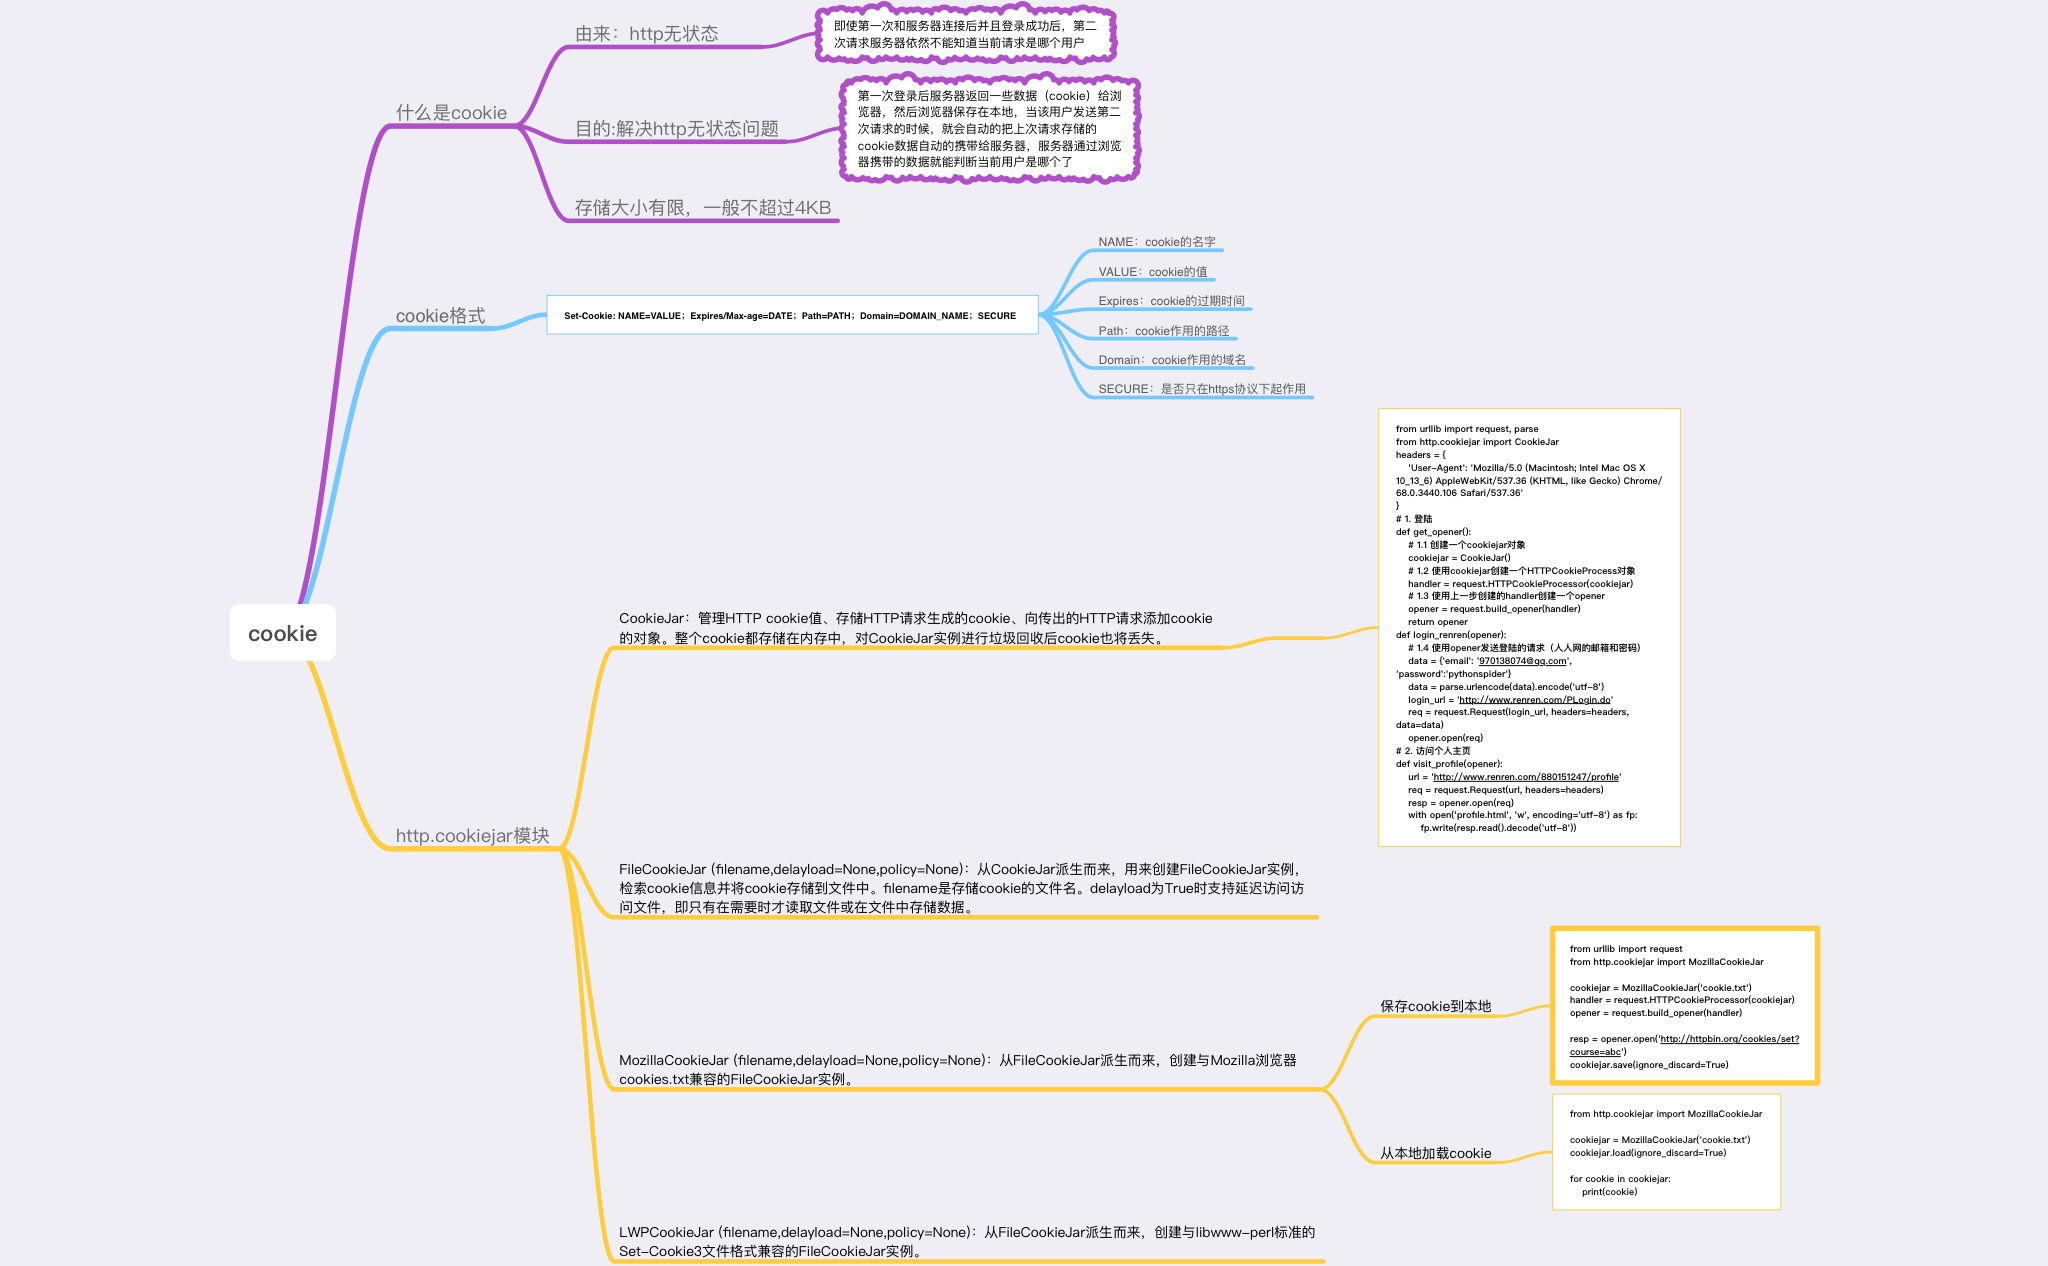 cookie
什么是cookie
由来：http无状态
即使第一次和服务器连接后并且登录成功后，第二
次请求服务器依然不能知道当前请求是哪个用户
目的:解决http无状态问题
第一次登录后服务器返回一些数据（cookie）给浏
览器，然后浏览器保存在本地，当该用户发送第二
次请求的时候，就会自动的把上次请求存储的
cookie数据自动的携带给服务器，服务器通过浏览
器携带的数据就能判断当前用户是哪个了
存储大小有限，一般不超过4KB
cookie格式
Set-Cookie: NAME=VALUE；Expires/Max-age=DATE；Path=PATH；Domain=DOMAIN_NAME；SECURE
NAME：cookie的名字
VALUE：cookie的值
Expires：cookie的过期时间
Path：cookie作用的路径
Domain：cookie作用的域名
SECURE：是否只在https协议下起作用
http.cookiejar模块
CookieJar：管理HTTP cookie值、存储HTTP请求生成的cookie、向传出的HTTP请求添加cookie
的对象。整个cookie都存储在内存中，对CookieJar实例进行垃圾回收后cookie也将丢失。
from urllib import request, parse
from http.cookiejar import CookieJar
headers = {
'User-Agent': 'Mozilla/5.0 (Macintosh; Intel Mac OS X
10_13_6) AppleWebKit/537.36 (KHTML, like Gecko) Chrome/
68.0.3440.106 Safari/537.36'
}
# 1. 登陆
def get_opener():
# 1.1 创建一个cookiejar对象
cookiejar = CookieJar()
# 1.2 使用cookiejar创建一个HTTPCookieProcess对象
handler = request.HTTPCookieProcessor(cookiejar)
# 1.3 使用上一步创建的handler创建一个opener
opener = request.build_opener(handler)
return opener
def login_renren(opener):
# 1.4 使用opener发送登陆的请求（人人网的邮箱和密码）
data = {'email': '970138074@qq.com',
'password':'pythonspider'}
data = parse.urlencode(data).encode('utf-8')
login_url = 'http://www.renren.com/PLogin.do'
req = request.Request(login_url, headers=headers,
data=data)
opener.open(req)
# 2. 访问个人主页
def visit_profile(opener):
url = 'http://www.renren.com/880151247/profile'
req = request.Request(url, headers=headers)
resp = opener.open(req)
with open('profile.html', 'w', encoding='utf-8') as fp:
fp.write(resp.read().decode('utf-8'))
FileCookieJar (filename,delayload=None,policy=None)：从CookieJar派生而来，用来创建FileCookieJar实例，
检索cookie信息并将cookie存储到文件中。filename是存储cookie的文件名。delayload为True时支持延迟访问访
问文件，即只有在需要时才读取文件或在文件中存储数据。
MozillaCookieJar (filename,delayload=None,policy=None)：从FileCookieJar派生而来，创建与Mozilla浏览器
cookies.txt兼容的FileCookieJar实例。
保存cookie到本地
from urllib import request
from http.cookiejar import MozillaCookieJar
cookiejar = MozillaCookieJar('cookie.txt')
handler = request.HTTPCookieProcessor(cookiejar)
opener = request.build_opener(handler)
resp = opener.open('http://httpbin.org/cookies/set?
course=abc')
cookiejar.save(ignore_discard=True)
从本地加载cookie
from http.cookiejar import MozillaCookieJar
cookiejar = MozillaCookieJar('cookie.txt')
cookiejar.load(ignore_discard=True)
for cookie in cookiejar:
print(cookie)
LWPCookieJar (filename,delayload=None,policy=None)：从FileCookieJar派生而来，创建与libwww-perl标准的
Set-Cookie3文件格式兼容的FileCookieJar实例。